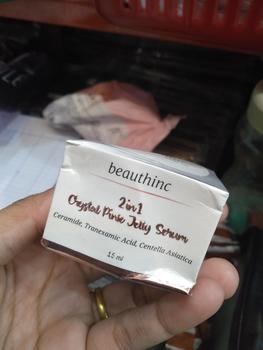 beauthinc
2in1
Crystal Pink Jelly Serum
Ceramide, Tranexamic Acid, Centella Asiatica
15 ml